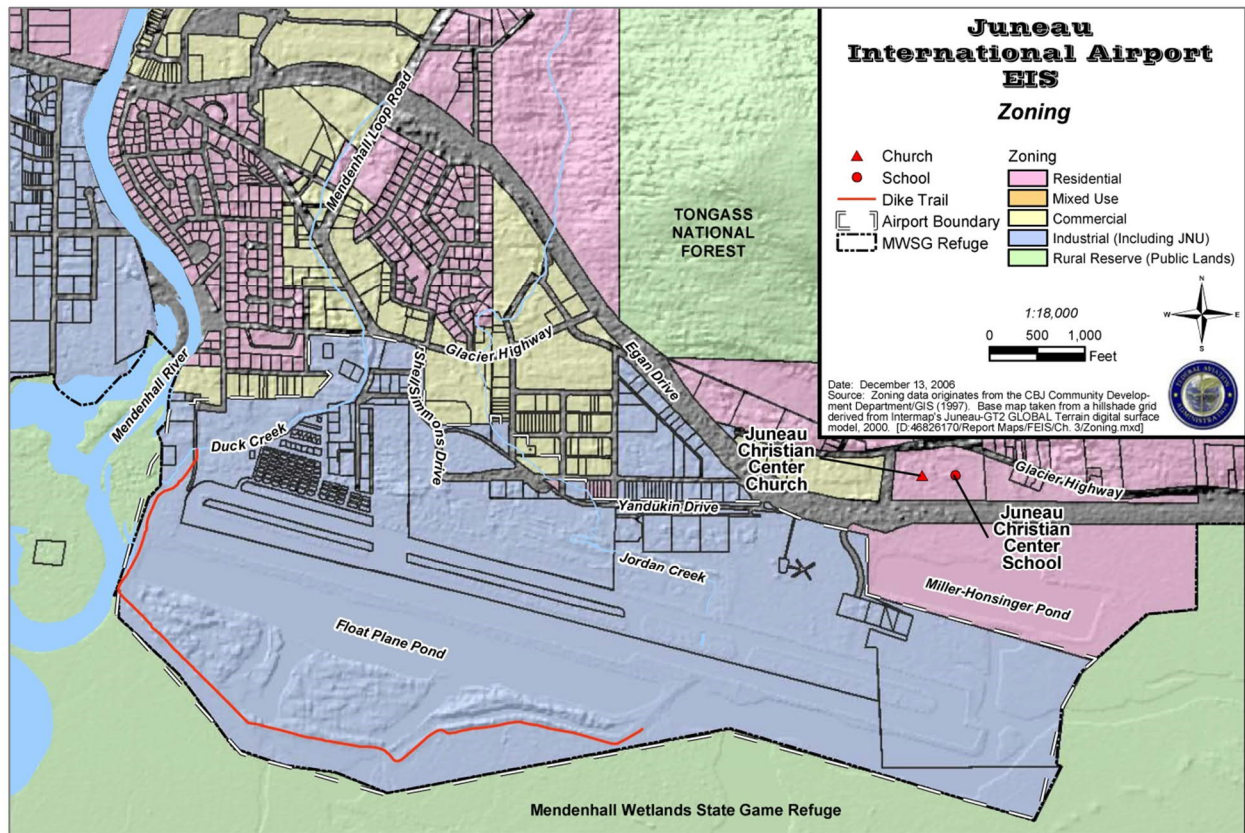 Juneau
International Airport
EIS
Zoning
Church
School
Dike Trail
Airport Boundary
MWSG Refuge
Zoning
Residential
Mixed Use
Commercial
Industrial (Including JNU)
Rural Reserve (Public Lands)
N
W
E
S
1:18,000
0 500 1,000
Feet
Date: December 13, 2006
Source: Zoning data originates from the CBJ Community Develop-
ment Department/GIS (1997). Base map taken from a hillshade grid
derived from Intermap's Juneau-GT2 GLOBAL Terrain digital surface
model, 2000. [D:46826170/Report Maps/FEIS/Ch. 3/Zoning.mxd]
FEDERAL AVIATION
ADMINISTRATION
Mendenhall Loop Road
TONGASS
NATIONAL
FOREST
Mendenhall River
Glacier Highway
Egan Drive
Shell Simmons Drive
Duck Creek
Juneau
Christian
Center
Church
Glacier Highway
Yandukin Drive
Juneau
Christian
Center
School
Jordan Creek
Miller-Honsinger Pond
Float Plane Pond
Mendenhall Wetlands State Game Refuge